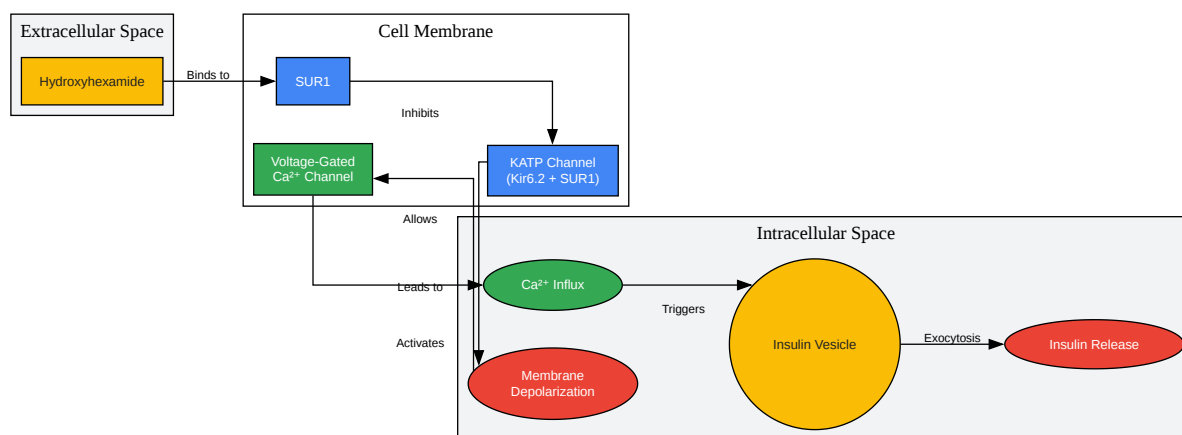 Extracellular Space
Cell Membrane
Hydroxyhexamide
Binds to
SUR1
Inhibits
Voltage-Gated
Ca²⁺ Channel
KATP Channel
(Kir6.2 + SUR1)
Allows
Intracellular Space
Leads to
Ca²⁺ Influx
Triggers
Activates
Insulin Vesicle
Exocytosis
Insulin Release
Membrane
Depolarization